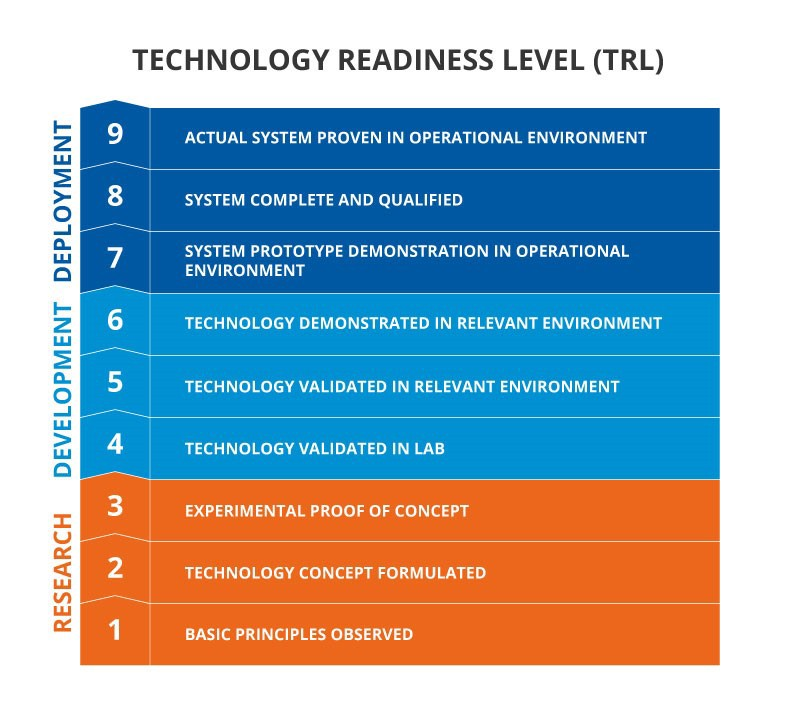 TECHNOLOGY READINESS LEVEL (TRL)
DEPLOYMENT
9
ACTUAL SYSTEM PROVEN IN OPERATIONAL ENVIRONMENT
8
SYSTEM COMPLETE AND QUALIFIED
7
SYSTEM PROTOTYPE DEMONSTRATION IN OPERATIONAL
ENVIRONMENT
DEVELOPMENT
6
TECHNOLOGY DEMONSTRATED IN RELEVANT ENVIRONMENT
5
TECHNOLOGY VALIDATED IN RELEVANT ENVIRONMENT
4
TECHNOLOGY VALIDATED IN LAB
RESEARCH
3
EXPERIMENTAL PROOF OF CONCEPT
2
TECHNOLOGY CONCEPT FORMULATED
1
BASIC PRINCIPLES OBSERVED